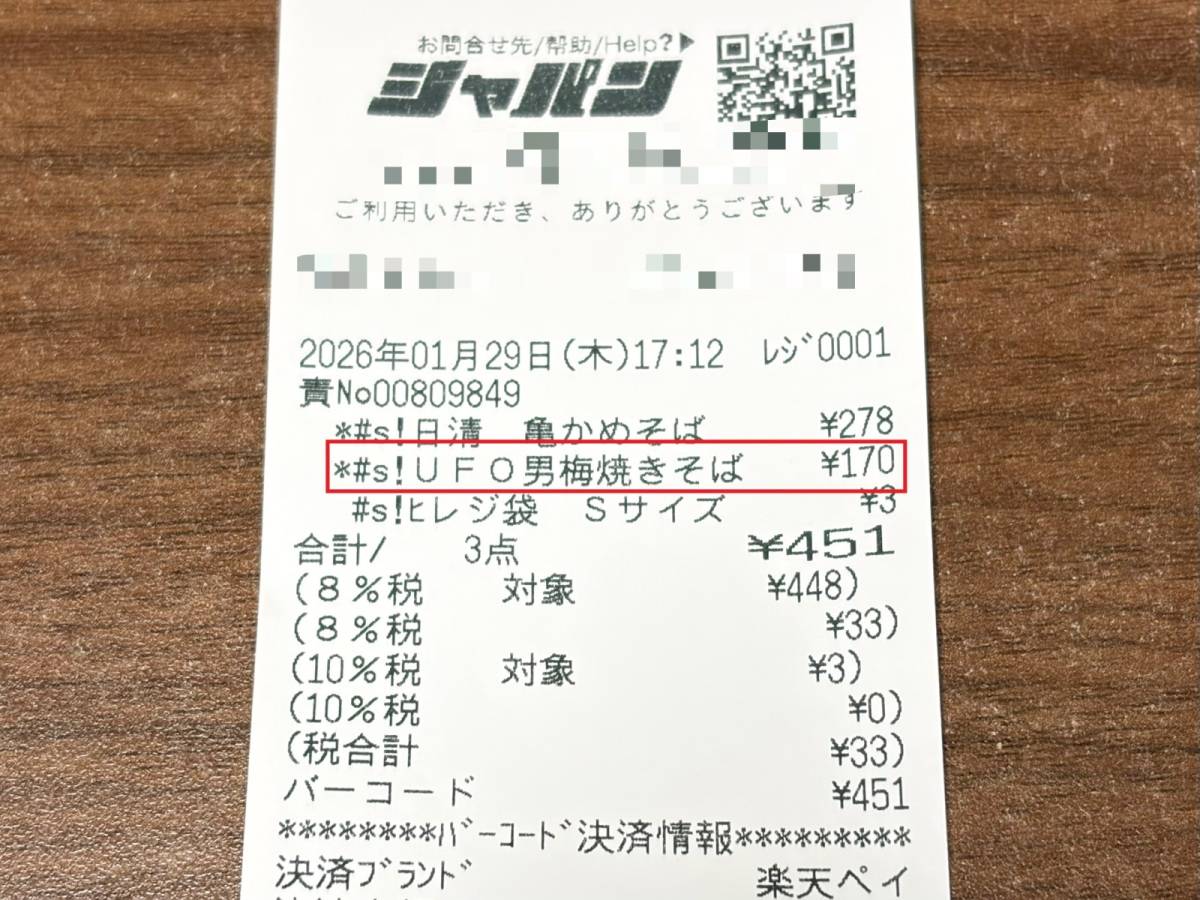 お問合せ先/帮助/Help?▶
ジャパン
ご利用いただき、ありがとうございます
2026年01月29日(木)17:12 ﾚｼﾞ0001
責No00809849
*#s!日清 亀かめそば ¥278
*#s!UFO男梅焼きそば ¥170
#s!ヒレジ袋 Sサイズ ¥3
合計/ 3点 ¥451
(8%税 対象 ¥448)
(8%税 ¥33)
(10%税 対象 ¥3)
(10%税 ¥0)
(税合計 ¥33)
バーコード ¥451
********ﾊﾞｰｺｰﾄﾞ決済情報*********
決済ﾌﾞﾗﾝﾄﾞ 楽天ペイ